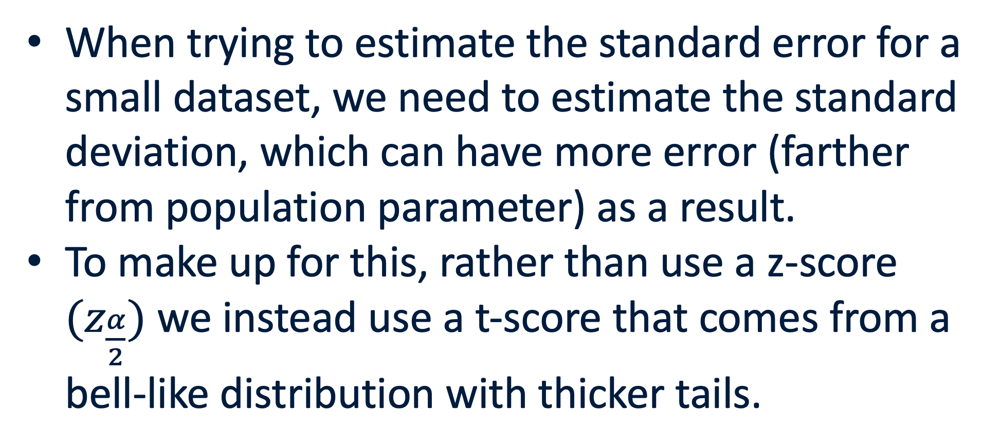 • When trying to estimate the standard error for a
small dataset, we need to estimate the standard
deviation, which can have more error (farther
from population parameter) as a result.
• To make up for this, rather than use a z-score
(z_{α/2}) we instead use a t-score that comes from a
bell-like distribution with thicker tails.